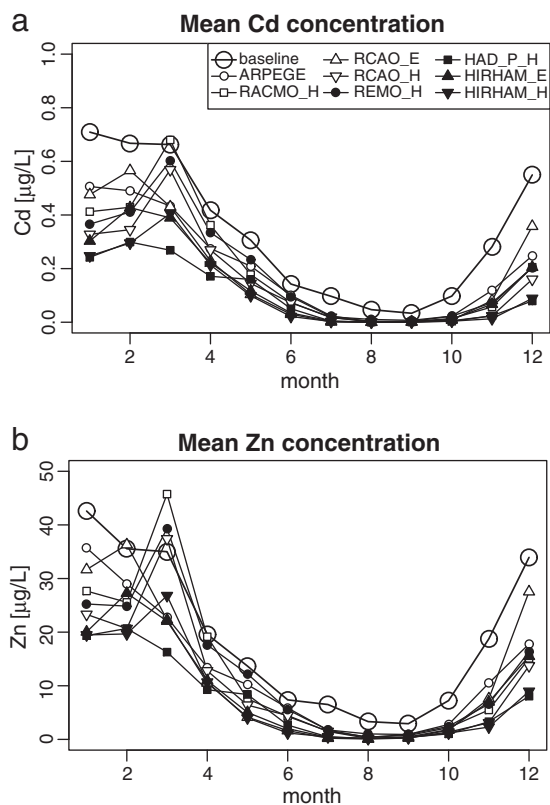 a
Mean Cd concentration
baseline RCAO_E HAD_P_H
ARPEGE RCAO_H HIRHAM_E
RACMO_H REMO_H HIRHAM_H
Cd [µg/L]
1.0
0.8
0.6
0.4
0.2
0.0
2 4 6 8 10 12
month
b
Mean Zn concentration
Zn [µg/L]
50
40
30
20
10
0
2 4 6 8 10 12
month